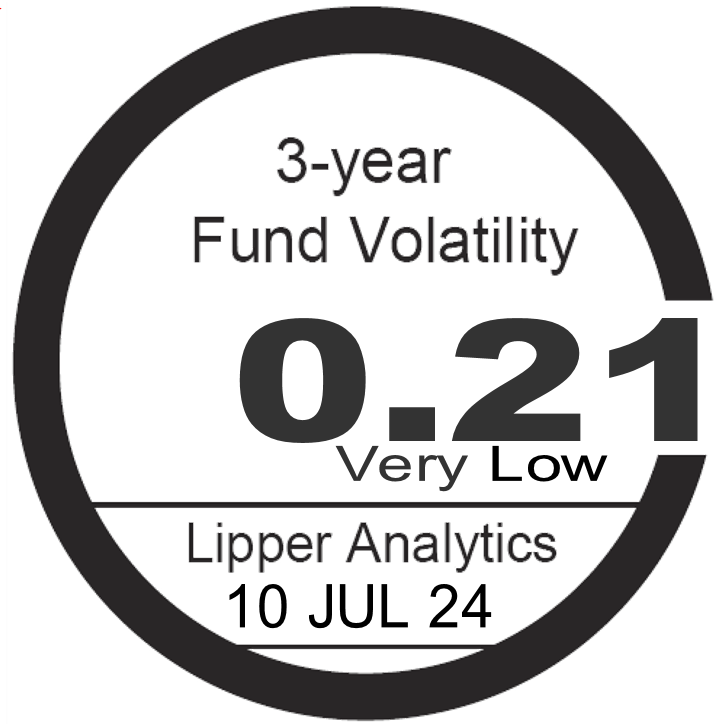 3-year
Fund Volatility
0.21
Very Low
Lipper Analytics
10 JUL 24